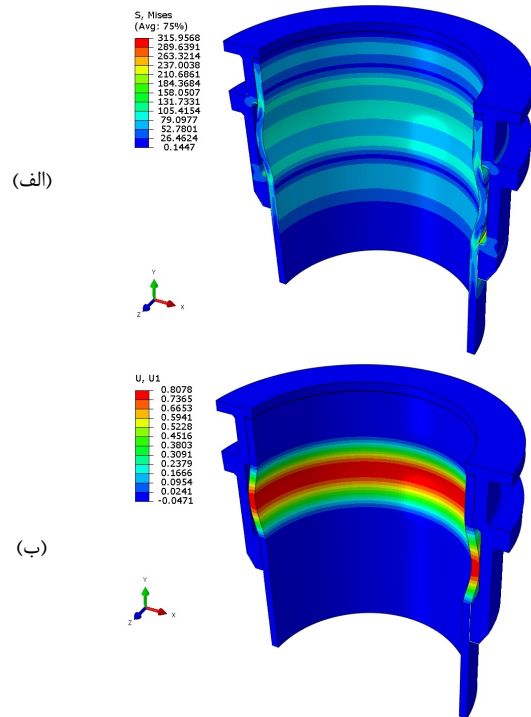 S, Mises
(Avg: 75%)
315.9568
289.6391
263.3214
237.0038
210.6861
184.3684
158.0507
131.7331
105.4154
79.0977
52.7801
26.4624
0.1447
(الف)
Y
Z
X
U, U1
0.8078
0.7365
0.6653
0.5941
0.5228
0.4516
0.3803
0.3091
0.2379
0.1666
0.0954
0.0241
-0.0471
(ب)
Y
Z
X